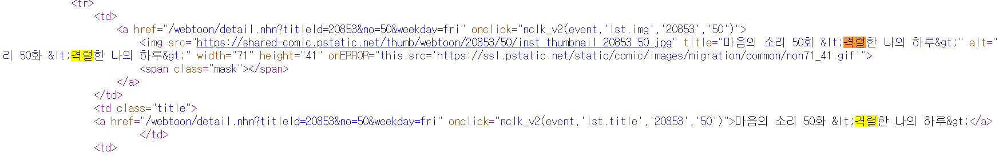 <tr>
<td>
<a href="/webtoon/detail.nhn?titleId=20853&no=50&weekday=fri" onclick="nclk_v2(event,'lst.img','20853','50')">
<img src="https://shared-comic.pstatic.net/thumb/webtoon/20853/50/inst_thumbnail_20853_50.jpg" title="마음의 소리 50화 &lt;격렬한 나의 하루&gt;" alt="
리 50화 &lt;격렬한 나의 하루&gt;" width="71" height="41" onERROR="this.src='https://ssl.pstatic.net/static/comic/images/migration/common/non71_41.gif'">
<span class="mask"></span>
</a>
</td>
<td class="title">
<a href="/webtoon/detail.nhn?titleId=20853&no=50&weekday=fri" onclick="nclk_v2(event,'lst.title','20853','50')">마음의 소리 50화 &lt;격렬한 나의 하루&gt;</a>
</td>
<td>